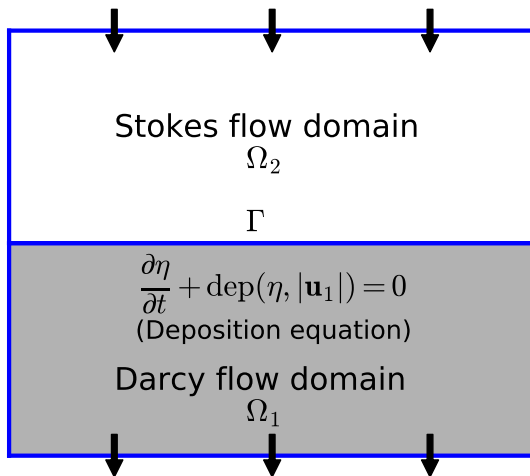 Stokes flow domain
Ω₂
Γ
∂η/∂t + dep(η, |𝐮₁|) = 0
(Deposition equation)
Darcy flow domain
Ω₁